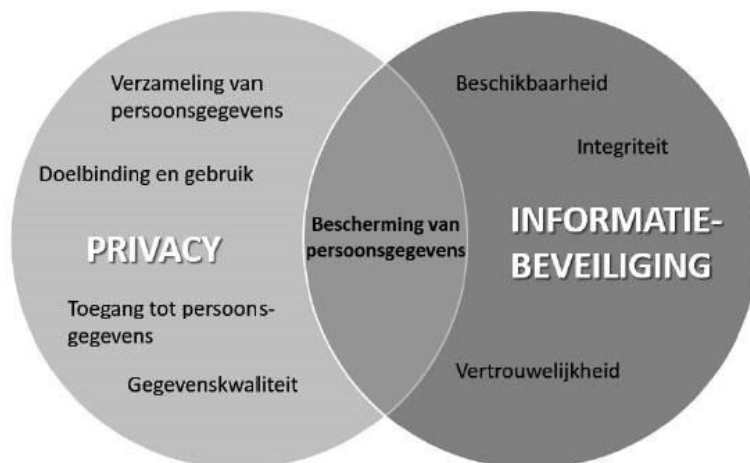 Verzameling van
persoonsgegevens
Doelbinding en gebruik
PRIVACY
Toegang tot persoons-
gegevens
Gegevenskwaliteit
Bescherming van
persoonsgegevens
Beschikbaarheid
Integriteit
INFORMATIE-
BEVEILIGING
Vertrouwelijkheid